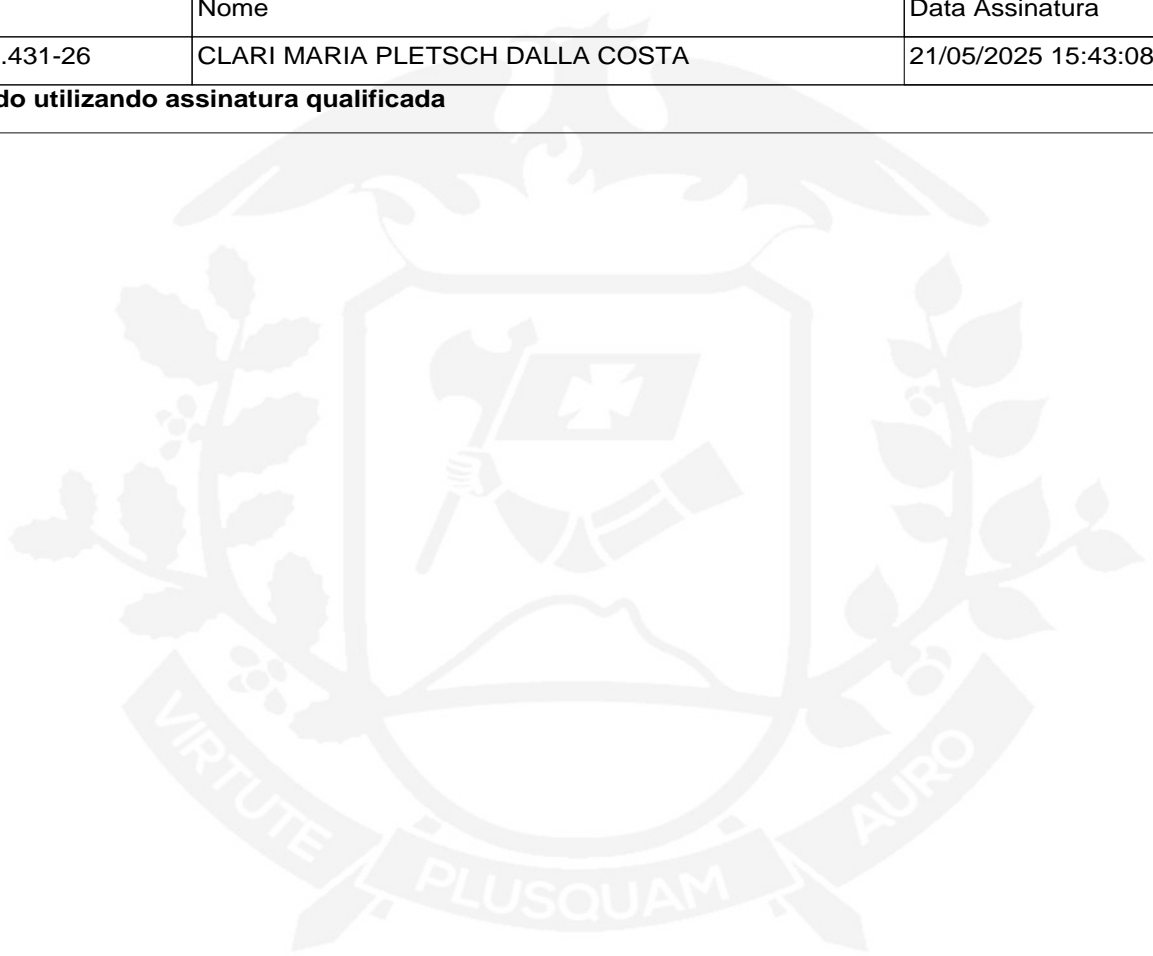 Nome Data Assinatura
.431-26 CLARI MARIA PLETSCH DALLA COSTA 21/05/2025 15:43:08
do utilizando assinatura qualificada
VIRTUTE PLUSQUAM AURO